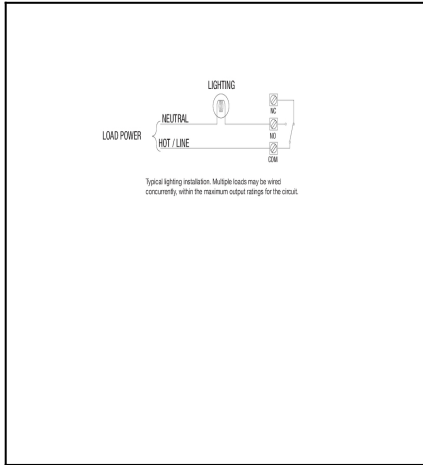 LIGHTING
NC
NEUTRAL
LOAD POWER
NO
HOT / LINE
COM
Typical lighting installation. Multiple loads may be wired
concurrently, within the maximum output ratings for the circuit.